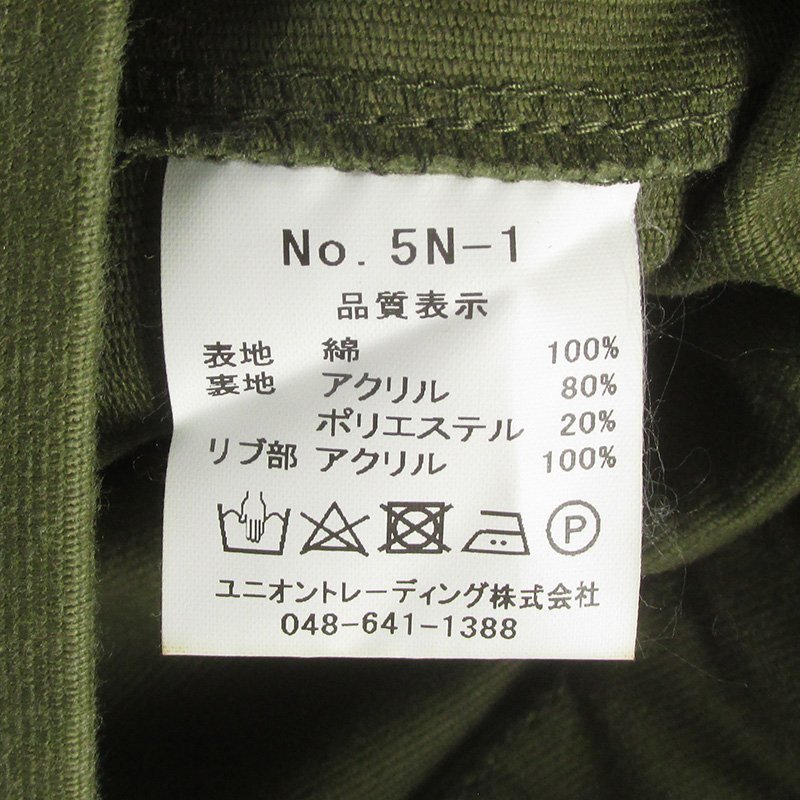 No. 5N-1
品質表示
表地 綿 100%
裏地 アクリル 80%
ポリエステル 20%
リブ部 アクリル 100%
P
ユニオントレーディング株式会社
048-641-1388